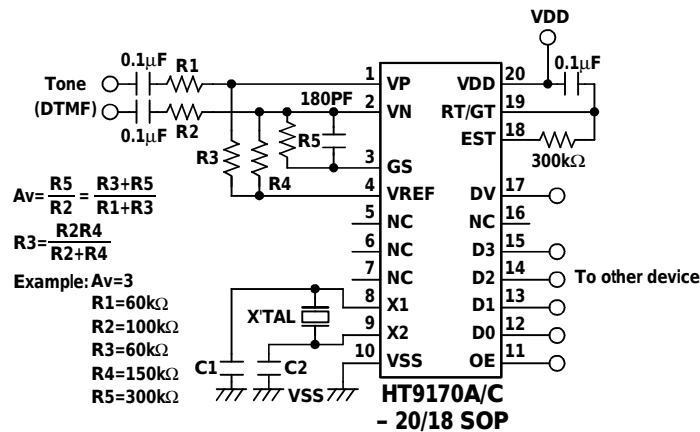 VDD
0.1μF R1
Tone
(DTMF)
0.1μF R2
180PF
R3 R4 R5
1 VP VDD 20
2 VN RT/GT 19
EST 18
3 GS
4 VREF DV 17
5 NC NC 16
6 NC D3 15
7 NC D2 14
8 X1 D1 13
9 X2 D0 12
10 VSS OE 11
0.1μF
300kΩ
To other device
Av=R5/R2=R3+R5/R1+R3
R3=R2R4/R2+R4
Example: Av=3
R1=60kΩ
R2=100kΩ
R3=60kΩ
R4=150kΩ
R5=300kΩ
X'TAL
C1 C2
VSS
HT9170A/C
– 20/18 SOP